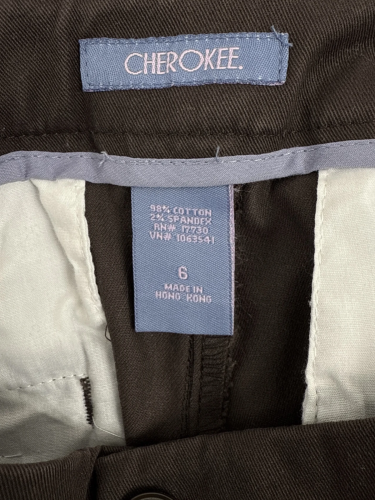 CHEROKEE.
98% COTTON
2% SPANDEX
RN# 17730
VN# 1063541
6
MADE IN
HONG KONG